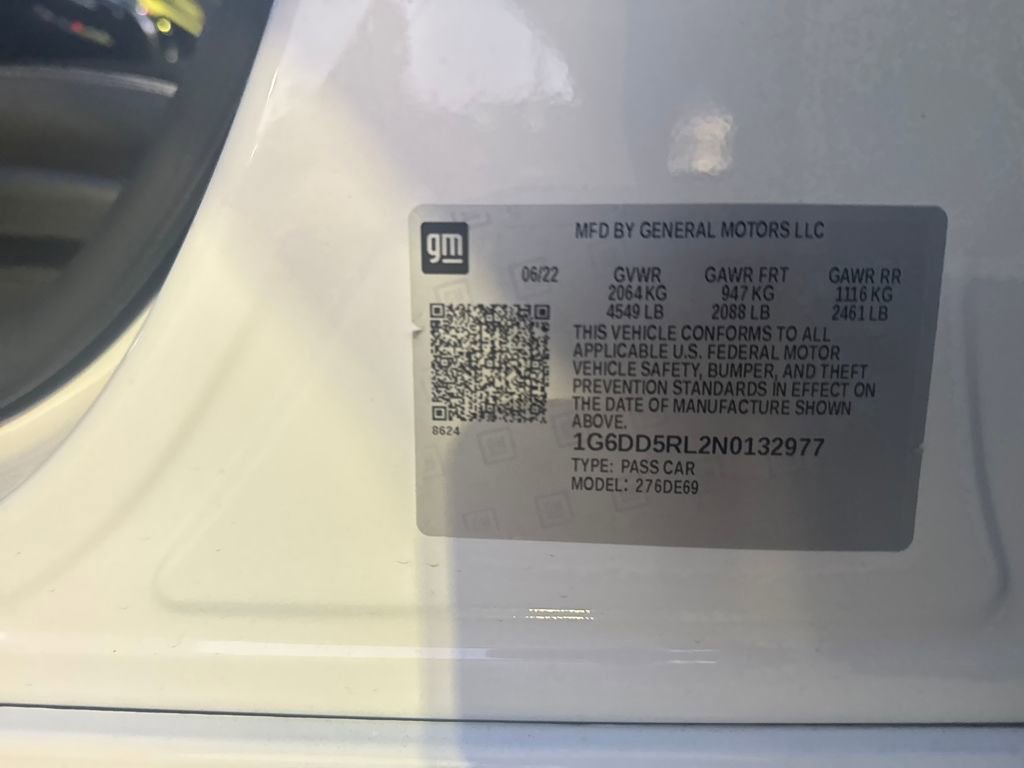 gm
MFD BY GENERAL MOTORS LLC
06/22 GVWR GAWR FRT GAWR RR
2064 KG 947 KG 1116 KG
4549 LB 2088 LB 2461 LB
THIS VEHICLE CONFORMS TO ALL
APPLICABLE U.S. FEDERAL MOTOR
VEHICLE SAFETY, BUMPER, AND THEFT
PREVENTION STANDARDS IN EFFECT ON
THE DATE OF MANUFACTURE SHOWN
ABOVE.
8624
1G6DD5RL2N0132977
TYPE: PASS CAR
MODEL: 276DE69